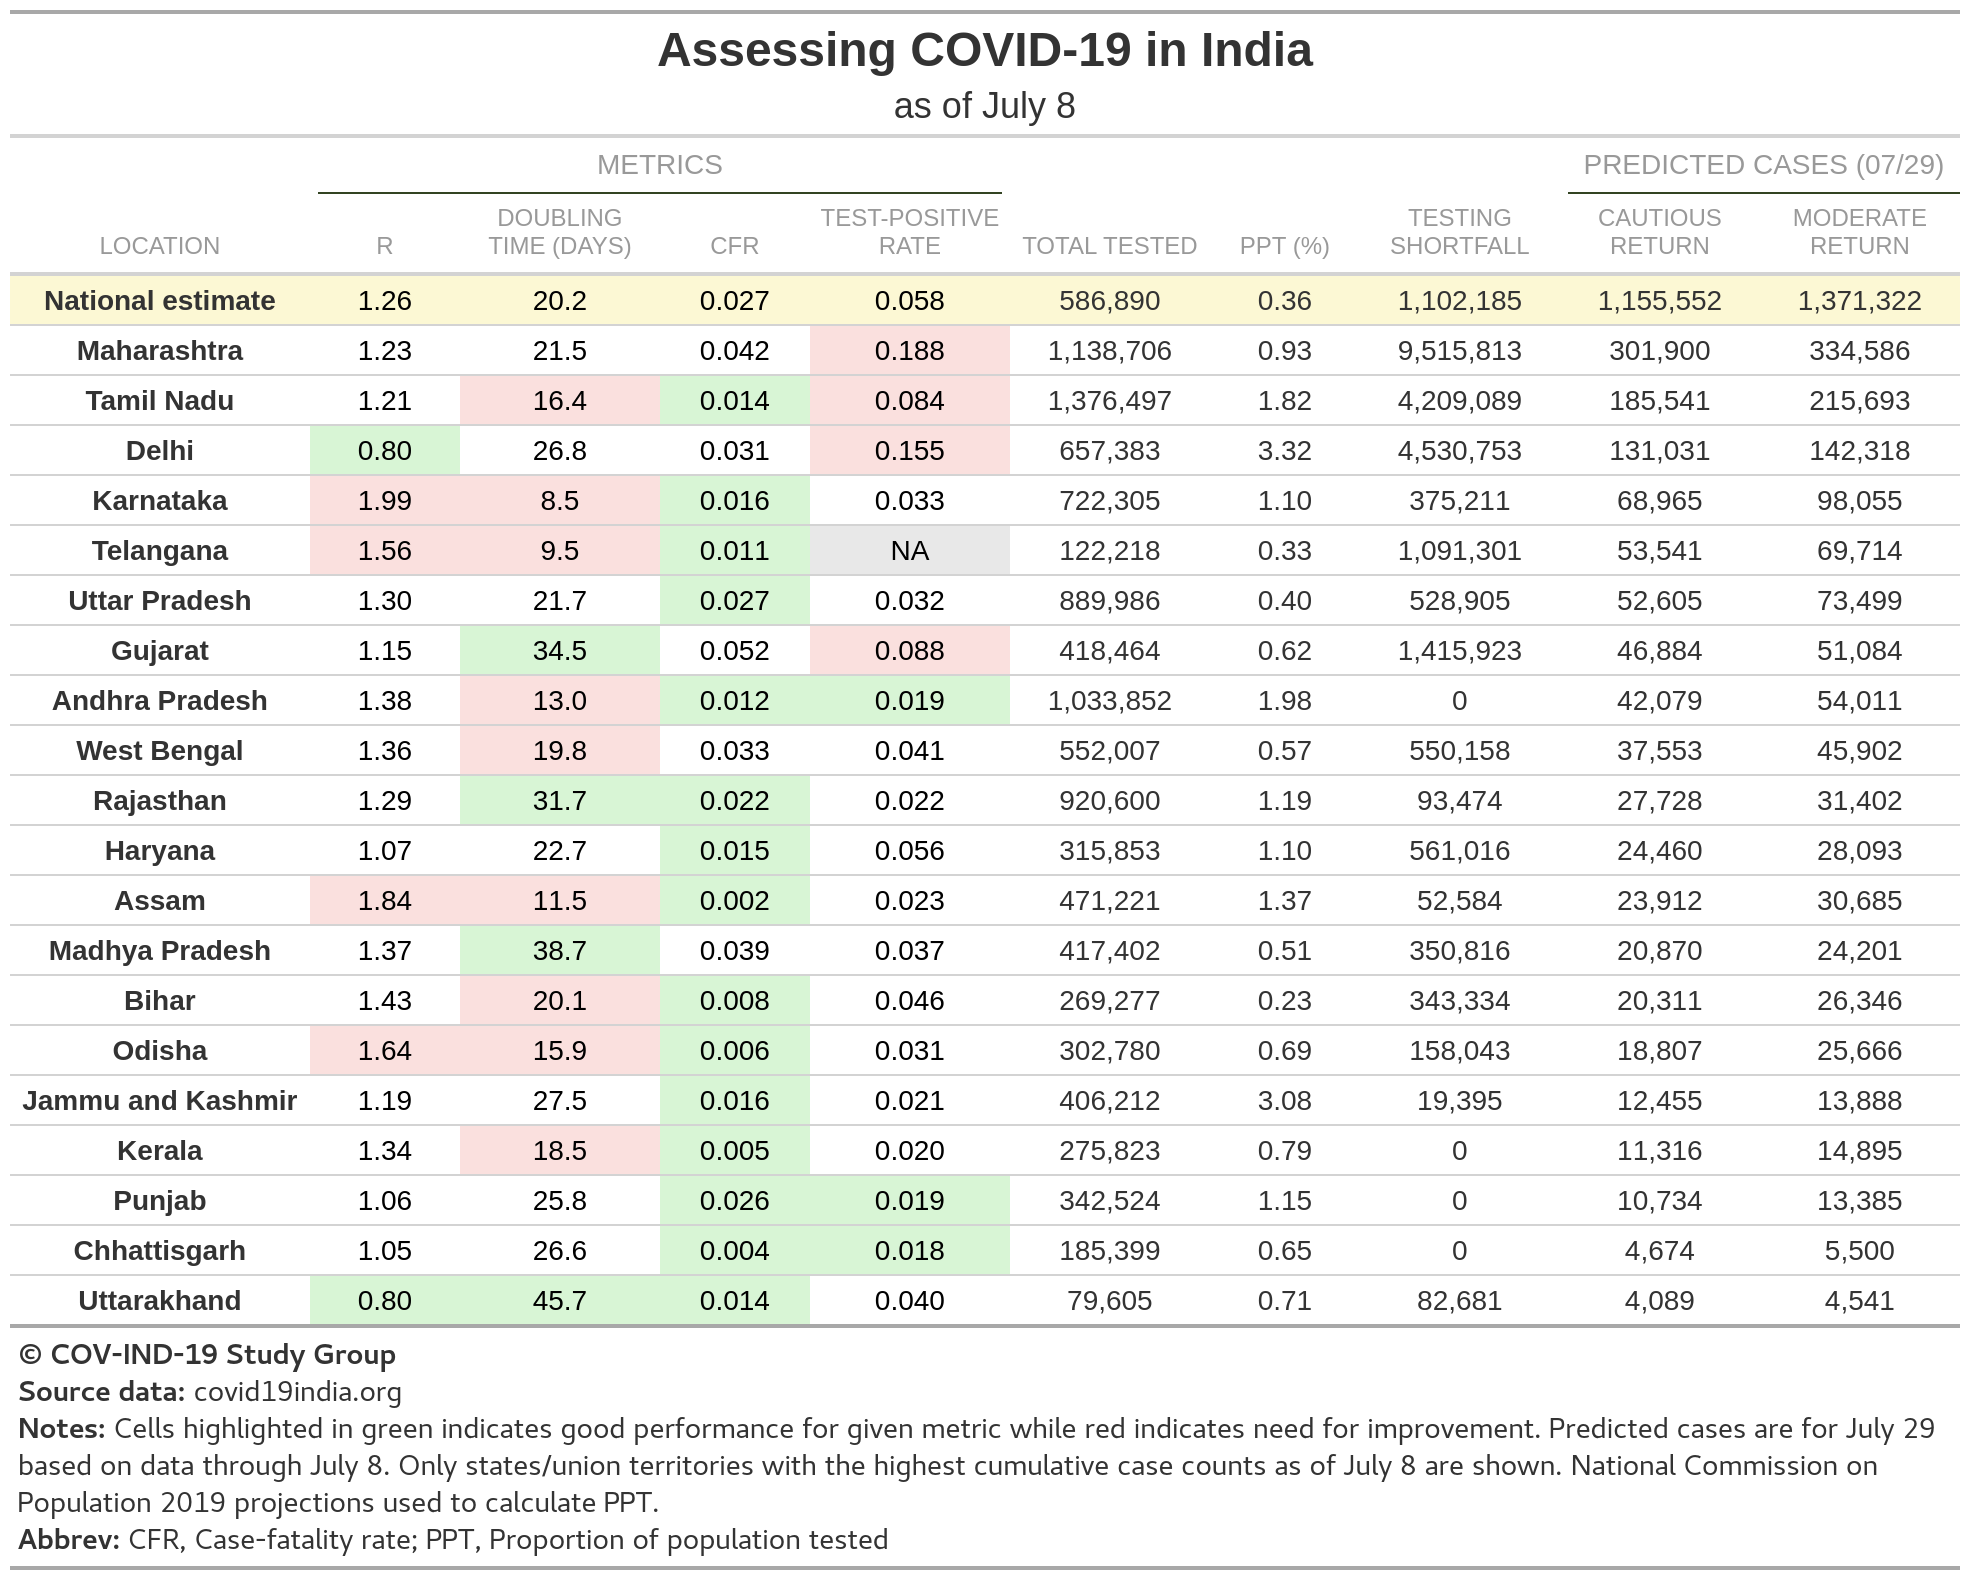 Assessing COVID-19 in India
as of July 8
METRICS PREDICTED CASES (07/29)
LOCATION R DOUBLING TIME (DAYS) CFR TEST-POSITIVE RATE TOTAL TESTED PPT (%) TESTING SHORTFALL CAUTIOUS RETURN MODERATE RETURN
National estimate 1.26 20.2 0.027 0.058 586,890 0.36 1,102,185 1,155,552 1,371,322
Maharashtra 1.23 21.5 0.042 0.188 1,138,706 0.93 9,515,813 301,900 334,586
Tamil Nadu 1.21 16.4 0.014 0.084 1,376,497 1.82 4,209,089 185,541 215,693
Delhi 0.80 26.8 0.031 0.155 657,383 3.32 4,530,753 131,031 142,318
Karnataka 1.99 8.5 0.016 0.033 722,305 1.10 375,211 68,965 98,055
Telangana 1.56 9.5 0.011 NA 122,218 0.33 1,091,301 53,541 69,714
Uttar Pradesh 1.30 21.7 0.027 0.032 889,986 0.40 528,905 52,605 73,499
Gujarat 1.15 34.5 0.052 0.088 418,464 0.62 1,415,923 46,884 51,084
Andhra Pradesh 1.38 13.0 0.012 0.019 1,033,852 1.98 0 42,079 54,011
West Bengal 1.36 19.8 0.033 0.041 552,007 0.57 550,158 37,553 45,902
Rajasthan 1.29 31.7 0.022 0.022 920,600 1.19 93,474 27,728 31,402
Haryana 1.07 22.7 0.015 0.056 315,853 1.10 561,016 24,460 28,093
Assam 1.84 11.5 0.002 0.023 471,221 1.37 52,584 23,912 30,685
Madhya Pradesh 1.37 38.7 0.039 0.037 417,402 0.51 350,816 20,870 24,201
Bihar 1.43 20.1 0.008 0.046 269,277 0.23 343,334 20,311 26,346
Odisha 1.64 15.9 0.006 0.031 302,780 0.69 158,043 18,807 25,666
Jammu and Kashmir 1.19 27.5 0.016 0.021 406,212 3.08 19,395 12,455 13,888
Kerala 1.34 18.5 0.005 0.020 275,823 0.79 0 11,316 14,895
Punjab 1.06 25.8 0.026 0.019 342,524 1.15 0 10,734 13,385
Chhattisgarh 1.05 26.6 0.004 0.018 185,399 0.65 0 4,674 5,500
Uttarakhand 0.80 45.7 0.014 0.040 79,605 0.71 82,681 4,089 4,541
© COV-IND-19 Study Group
Source data: covid19india.org
Notes: Cells highlighted in green indicates good performance for given metric while red indicates need for improvement. Predicted cases are for July 29
based on data through July 8. Only states/union territories with the highest cumulative case counts as of July 8 are shown. National Commission on
Population 2019 projections used to calculate PPT.
Abbrev: CFR, Case-fatality rate; PPT, Proportion of population tested